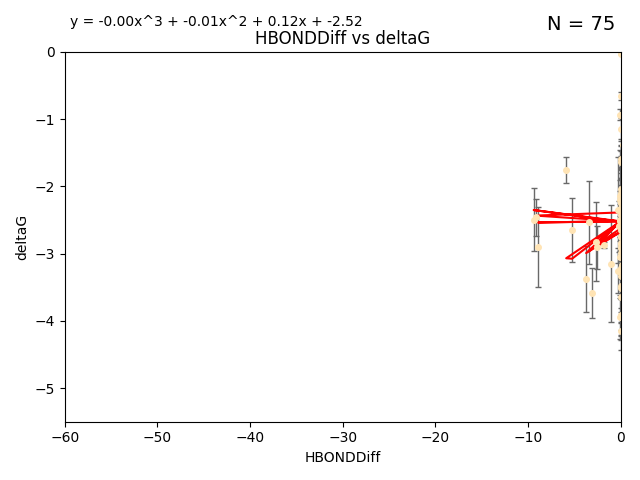 y = -0.00x^3 + -0.01x^2 + 0.12x + -2.52
N = 75
HBONDDiff vs deltaG
deltaG
0
−1
−2
−3
−4
−5
−60
−50
−40
−30
−20
−10
0
HBONDDiff